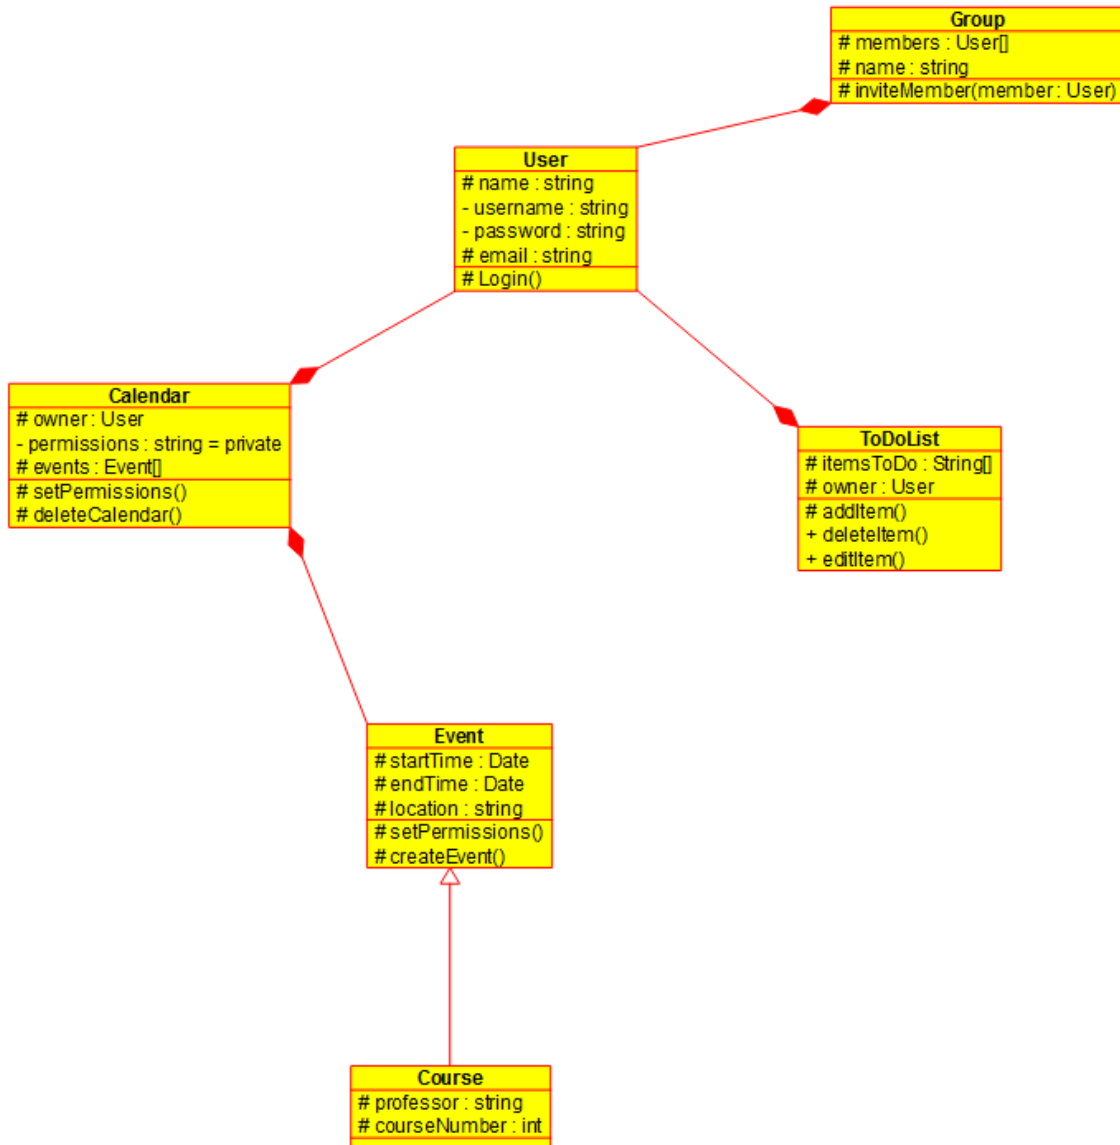 Group
# members : User[]
# name : string
# inviteMember(member : User)
User
# name : string
- username : string
- password : string
# email : string
# Login()
Calendar
# owner : User
- permissions : string = private
# events : Event[]
# setPermissions()
# deleteCalendar()
ToDoList
# itemsToDo : String[]
# owner : User
# addItem()
+ deleteItem()
+ editItem()
Event
# startTime : Date
# endTime : Date
# location : string
# setPermissions()
# createEvent()
Course
# professor : string
# courseNumber : int